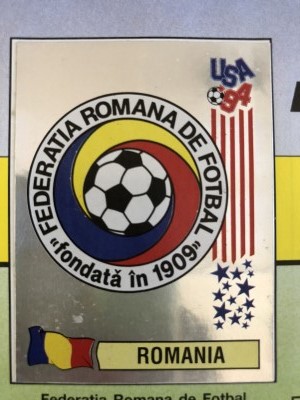 USA
94
FEDERATIA ROMANA DE FOTBAL
«fondată în 1909»
ROMANIA
Federatia Romana de Fotbal